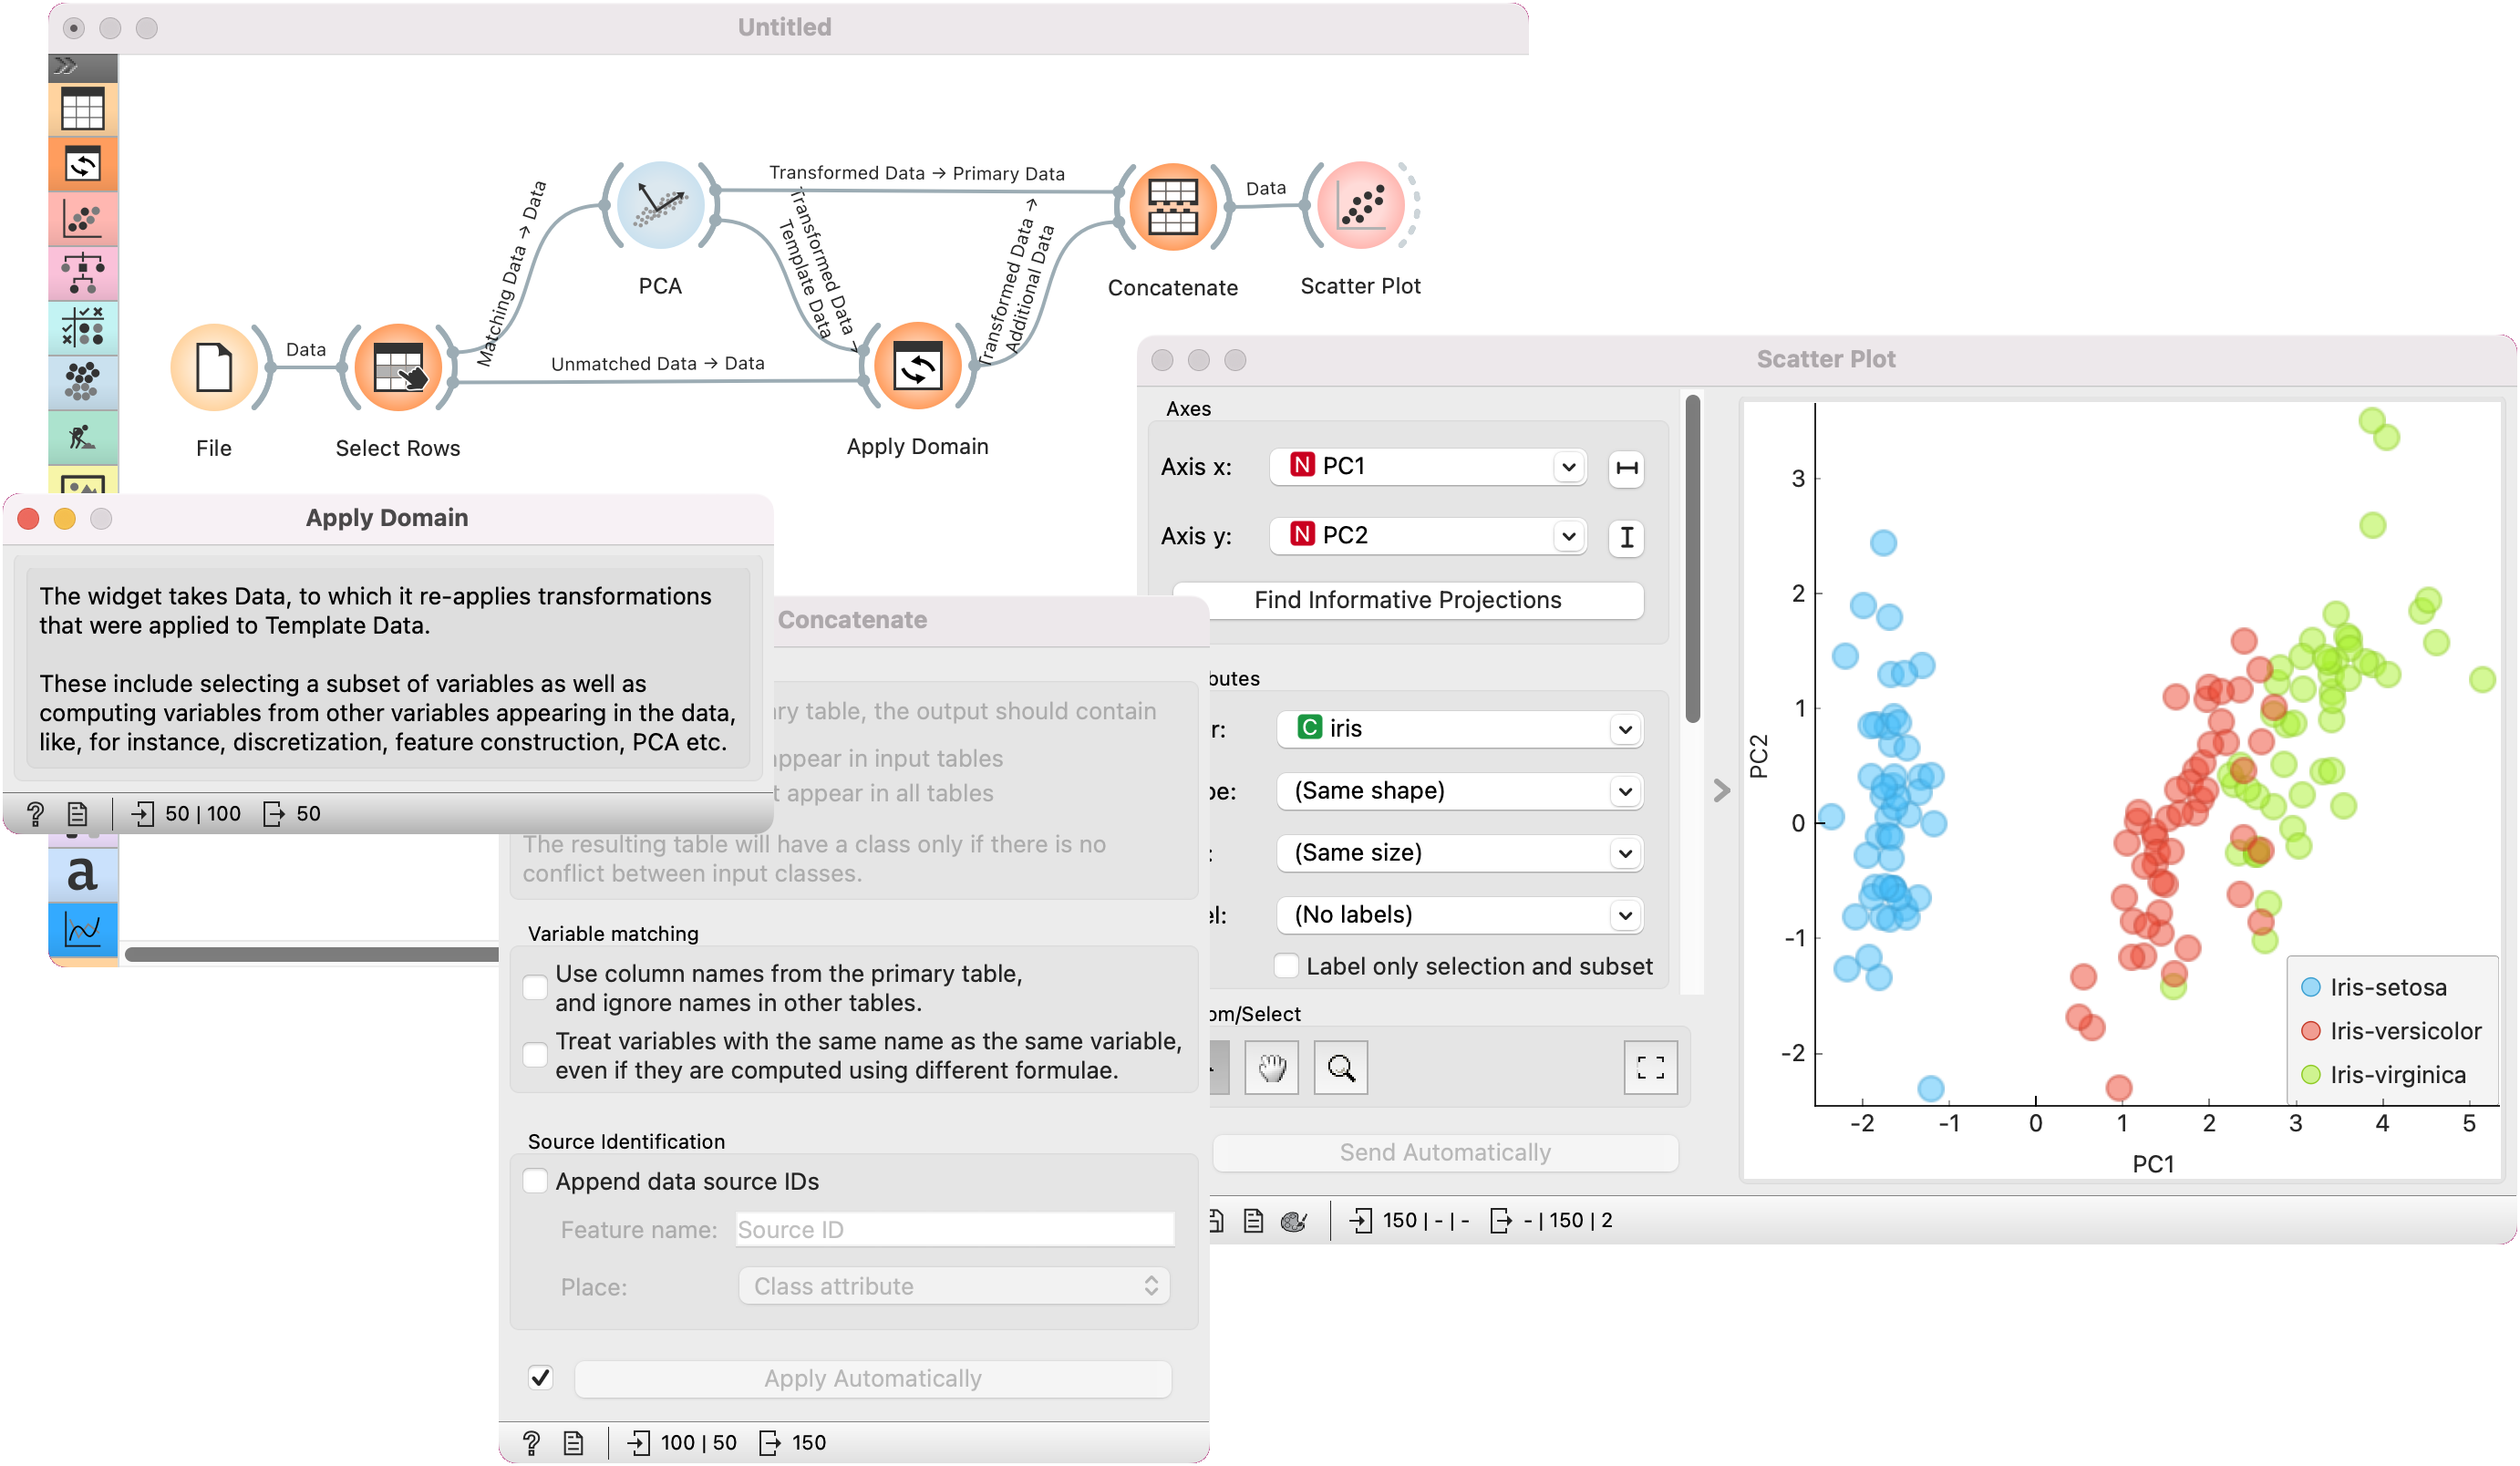 Untitled
Transformed Data → Primary Data
Data
Matching Data → Data
Transformed Data →
Template Data
Transformed Data →
Additional Data
PCA
Concatenate
Scatter Plot
Data
Unmatched Data → Data
File
Select Rows
Apply Domain
Scatter Plot
Axes
Axis x:
N PC1
Axis y:
N PC2
Find Informative Projections
butes
r:
C iris
pe:
(Same shape)
:
(Same size)
el:
(No labels)
Label only selection and subset
om/Select
Send Automatically
150 | - | -
- | 150 | 2
PC2
3
2
1
0
-1
-2
-2
-1
0
1
2
3
4
5
PC1
Iris-setosa
Iris-versicolor
Iris-virginica
Apply Domain
The widget takes Data, to which it re-applies transformations
that were applied to Template Data.
These include selecting a subset of variables as well as
computing variables from other variables appearing in the data,
like, for instance, discretization, feature construction, PCA etc.
? 50 | 100 50
a
Concatenate
ry table, the output should contain
appear in input tables
t appear in all tables
The resulting table will have a class only if there is no
conflict between input classes.
Variable matching
Use column names from the primary table,
and ignore names in other tables.
Treat variables with the same name as the same variable,
even if they are computed using different formulae.
Source Identification
Append data source IDs
Feature name:
Source ID
Place:
Class attribute
Apply Automatically
? 100 | 50 150